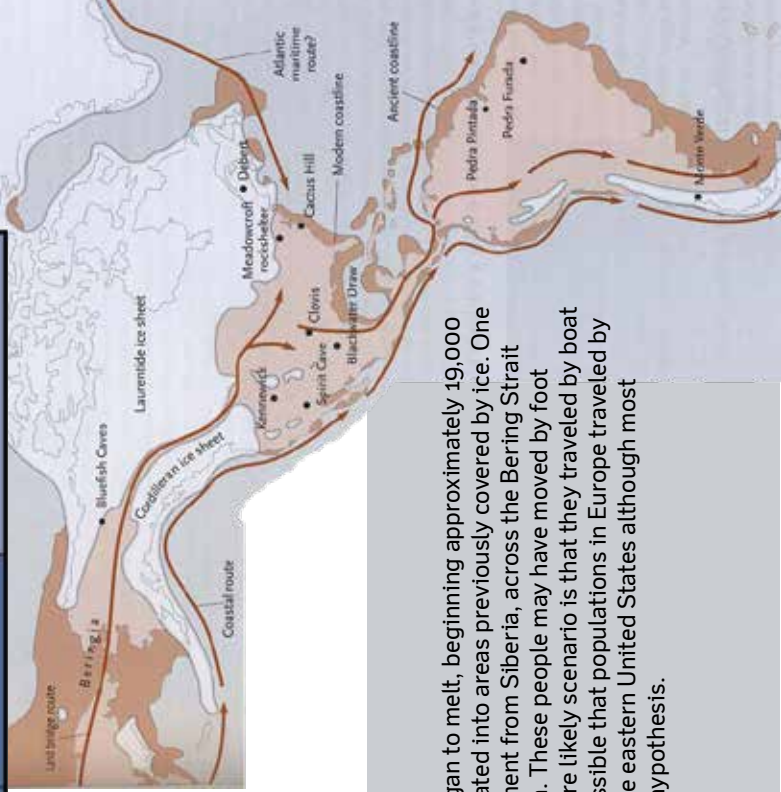 Land bridge route
Beringia
Bluefish Caves
Laurentide ice sheet
Cordilleran ice sheet
Coastal route
Atlantic
maritime
route?
Debert
Meadowcroft
rockshelter
Cactus Hill
Modern coastline
Kennewick
Clovis
Spirit Cave
Blackwater Draw
Ancient coastline
Pedra Pintada
Pedra Furada
Monte Verde
gan to melt, beginning approximately 19,000
ated into areas previously covered by ice. One
ment from Siberia, across the Bering Strait
. These people may have moved by foot
re likely scenario is that they traveled by boat
ssible that populations in Europe traveled by
e eastern United States although most
ypothesis.